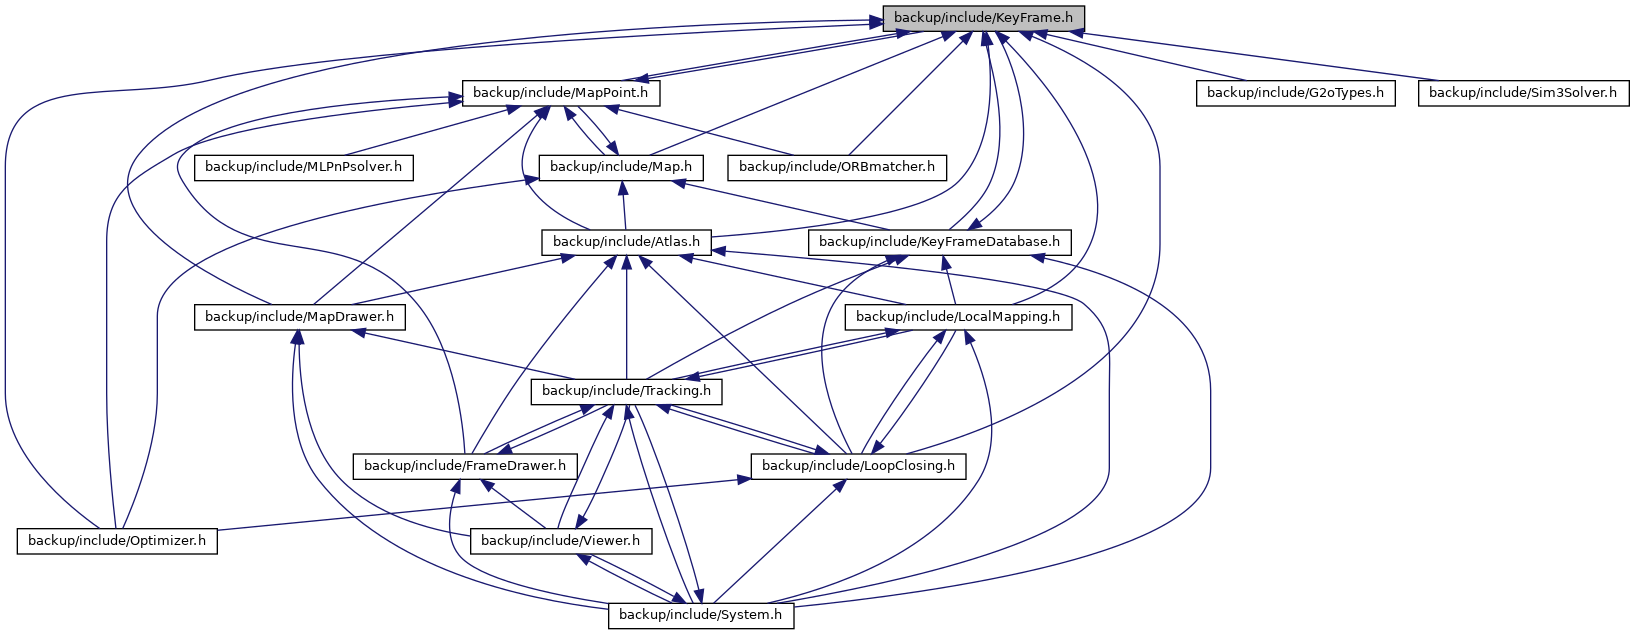 backup/include/KeyFrame.h
backup/include/MapPoint.h
backup/include/G2oTypes.h
backup/include/Sim3Solver.h
backup/include/MLPnPsolver.h
backup/include/Map.h
backup/include/ORBmatcher.h
backup/include/Atlas.h
backup/include/KeyFrameDatabase.h
backup/include/MapDrawer.h
backup/include/LocalMapping.h
backup/include/Tracking.h
backup/include/FrameDrawer.h
backup/include/LoopClosing.h
backup/include/Optimizer.h
backup/include/Viewer.h
backup/include/System.h